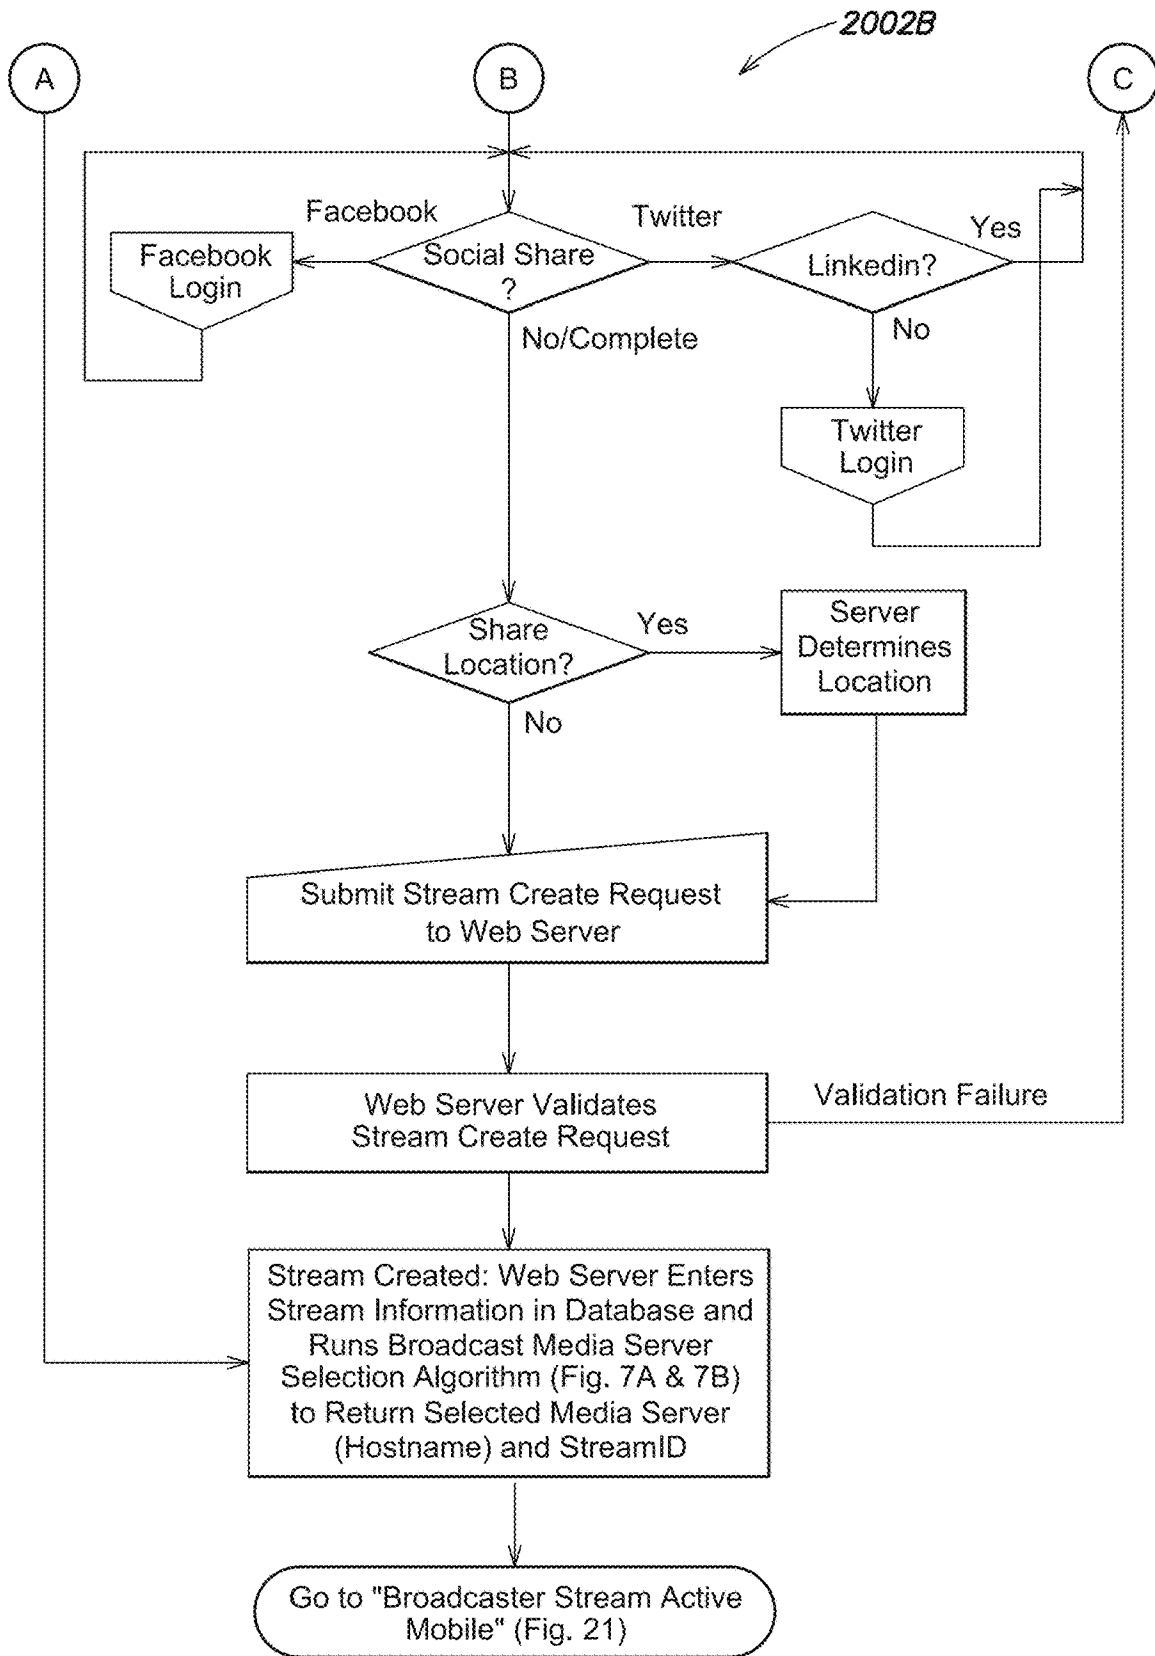 2002B
A
B
C
Facebook
Twitter
Yes
Facebook
Login
Social Share
?
Linkedin?
No/Complete
No
Twitter
Login
Share
Location?
Yes
Server
Determines
Location
No
Submit Stream Create Request
to Web Server
Web Server Validates
Stream Create Request
Validation Failure
Stream Created: Web Server Enters
Stream Information in Database and
Runs Broadcast Media Server
Selection Algorithm (Fig. 7A & 7B)
to Return Selected Media Server
(Hostname) and StreamID
Go to "Broadcaster Stream Active
Mobile" (Fig. 21)